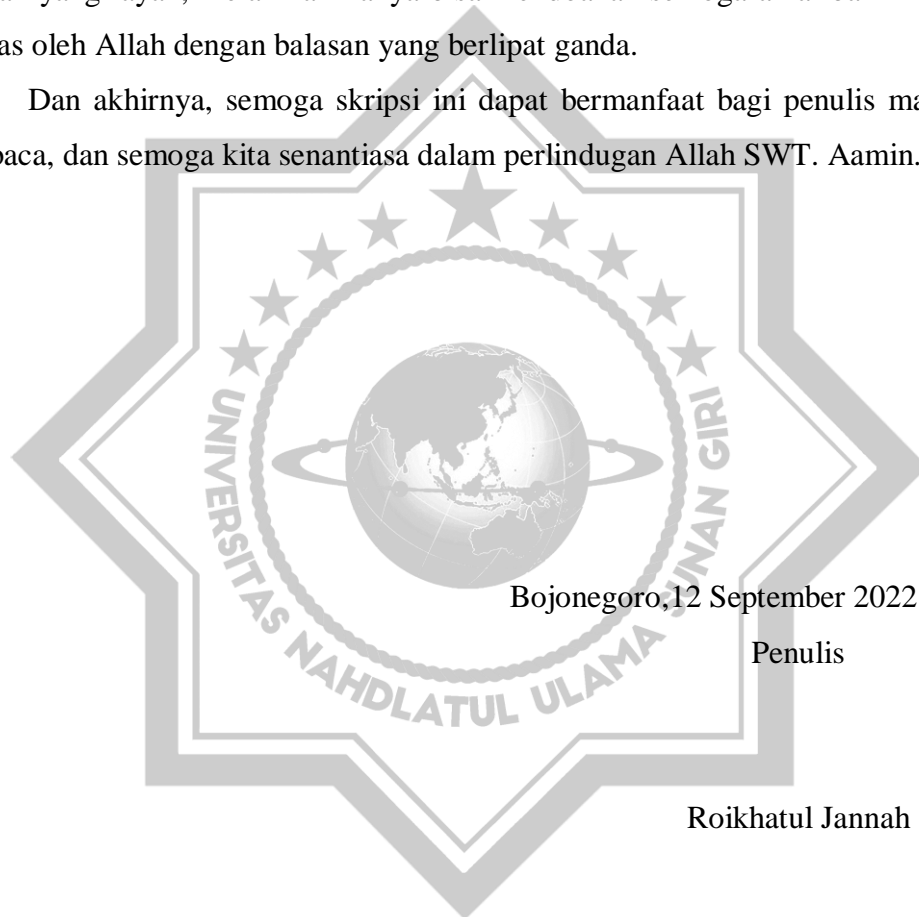 as oleh Allah dengan balasan yang berlipat ganda.
Dan akhirnya, semoga skripsi ini dapat bermanfaat bagi penulis ma
baca, dan semoga kita senantiasa dalam perlindugan Allah SWT. Aamin.
UNIVERSITAS NAHDLATUL ULAMA SUNAN GIRI
Bojonegoro,12 September 2022
Penulis
Roikhatul Jannah